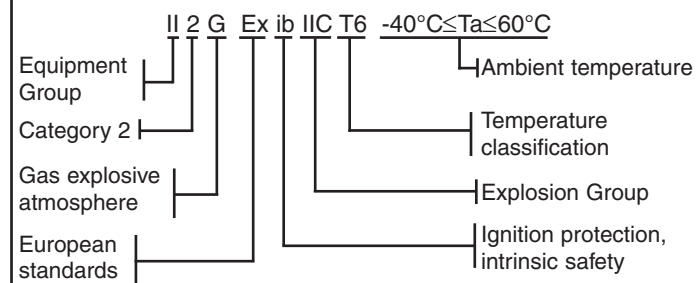 II 2 G Ex ib IIC T6 -40°C≤Ta≤60°C
Equipment
Group
Ambient temperature
Category 2
Temperature
classification
Gas explosive
atmosphere
Explosion Group
European
standards
Ignition protection,
intrinsic safety